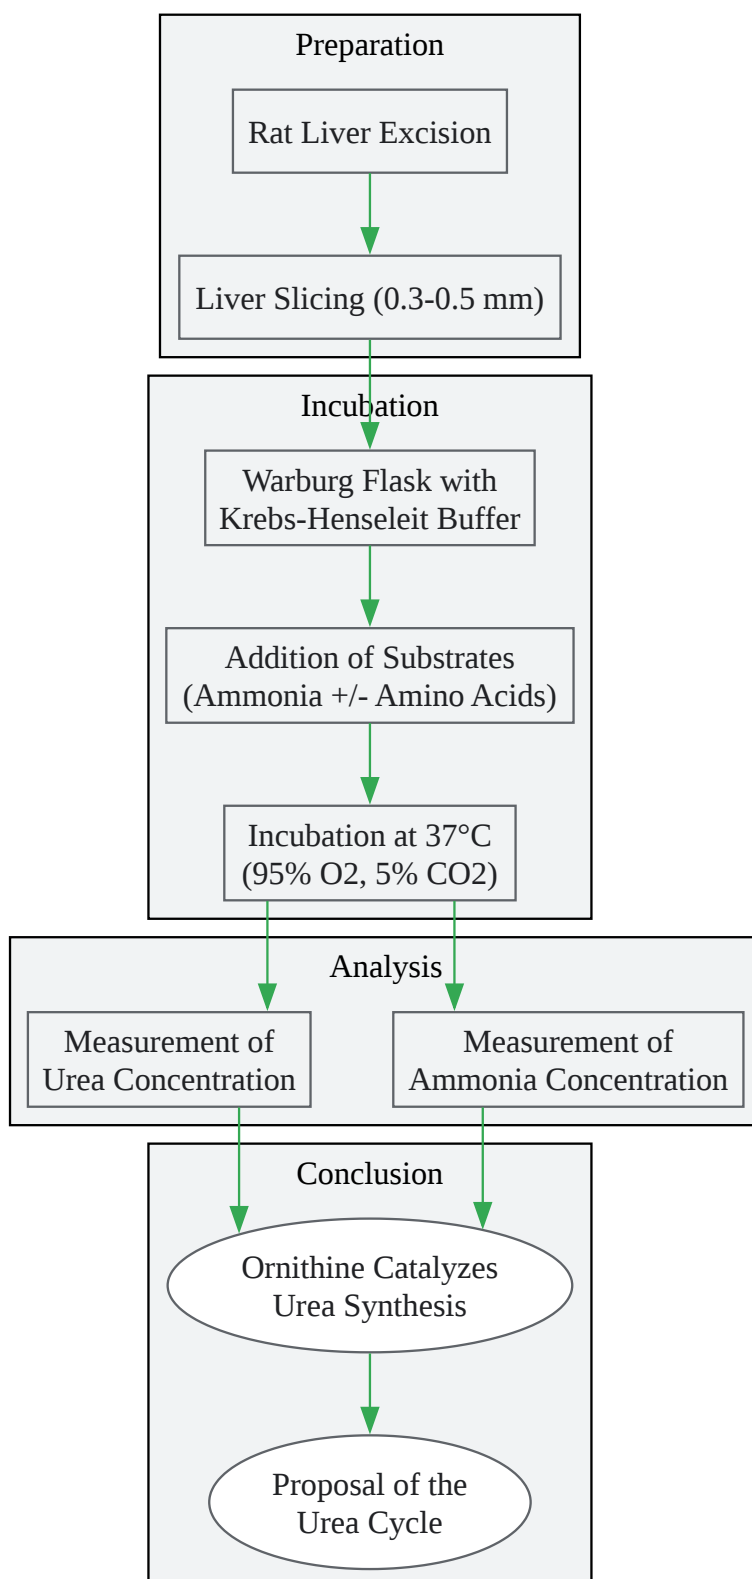 Preparation
Rat Liver Excision
Liver Slicing (0.3-0.5 mm)
Incubation
Warburg Flask with
Krebs-Henseleit Buffer
Addition of Substrates
(Ammonia +/- Amino Acids)
Incubation at 37°C
(95% O2, 5% CO2)
Analysis
Measurement of
Urea Concentration
Measurement of
Ammonia Concentration
Conclusion
Ornithine Catalyzes
Urea Synthesis
Proposal of the
Urea Cycle